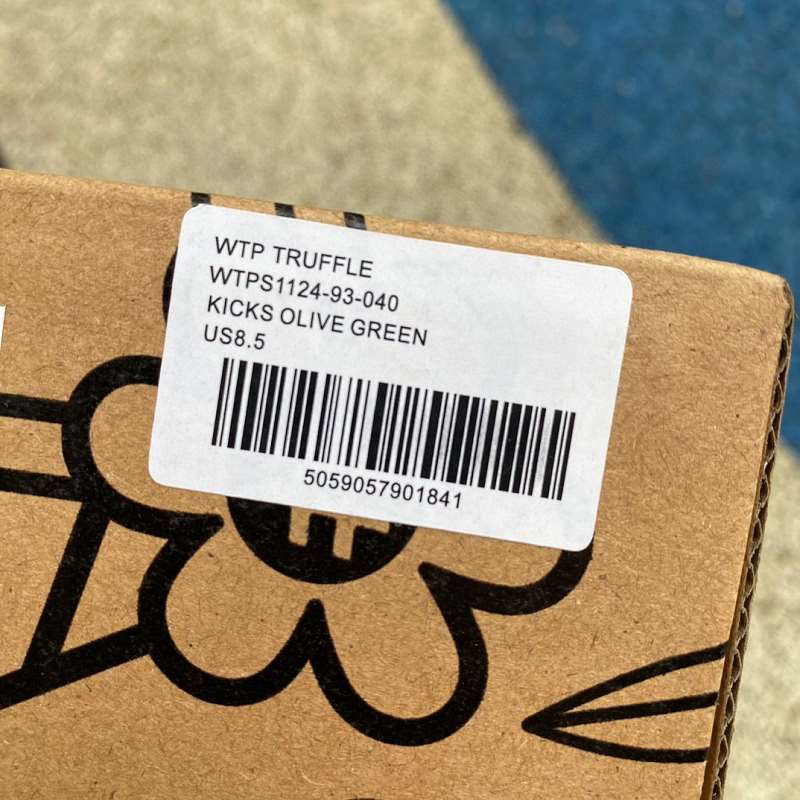 WTP TRUFFLE
WTPS1124-93-040
KICKS OLIVE GREEN
US8.5
5059057901841